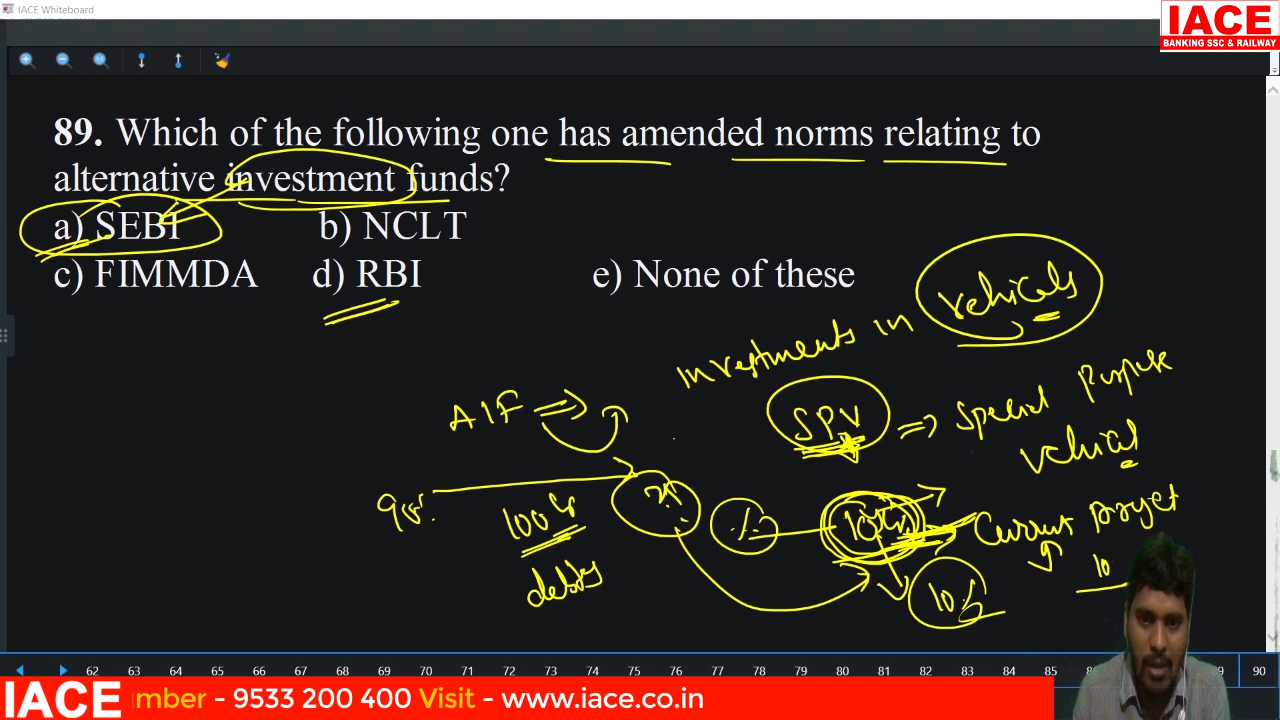 IACE Whiteboard
IACE
BANKING SSC & RAILWAY
89. Which of the following one has amended norms relating to
alternative investment funds?
a) SEBI b) NCLT
c) FIMMDA d) RBI e) None of these
investments in vehicals
AIF
SPV => special purpose
vehical
100 cr
debts
current project
10
62 63 64 65 66 67 68 69 70 71 72 73 74 75 76 77 78 79 80 81 82 83 84 85 90
IACE mber - 9533 200 400 Visit - www.iace.co.in